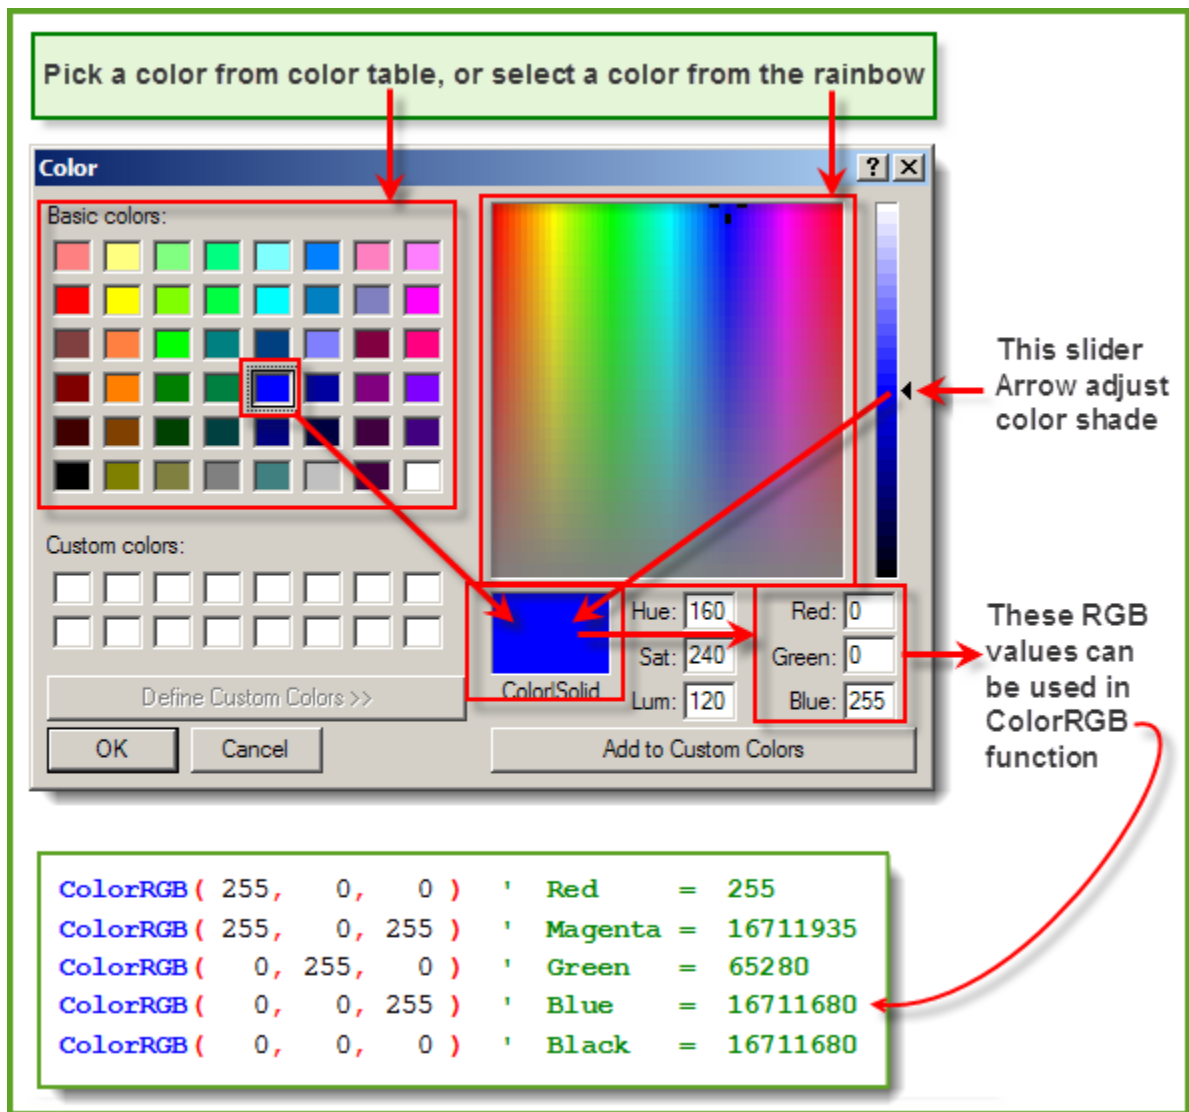 Pick a color from color table, or select a color from the rainbow
Color
?
Basic colors:
This slider
Arrow adjust
color shade
Custom colors:
Define Custom Colors >>
OK
Cancel
Color|Solid
Hue: 160
Sat: 240
Lum: 120
Red: 0
Green: 0
Blue: 255
Add to Custom Colors
These RGB
values can
be used in
ColorRGB
function
ColorRGB( 255, 0, 0 ) ' Red = 255
ColorRGB( 255, 0, 255 ) ' Magenta = 16711935
ColorRGB( 0, 255, 0 ) ' Green = 65280
ColorRGB( 0, 0, 255 ) ' Blue = 16711680
ColorRGB( 0, 0, 0 ) ' Black = 16711680